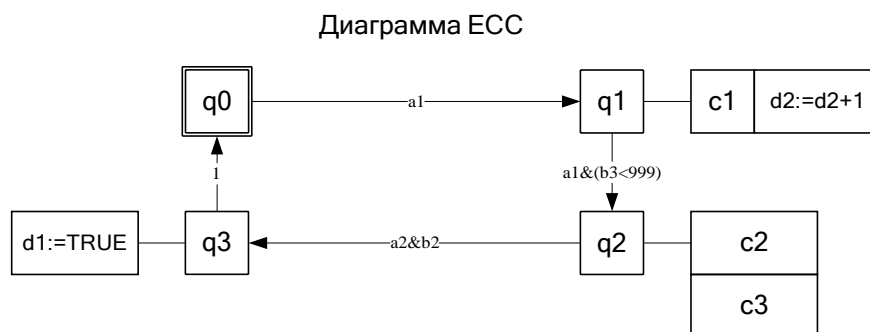 Диаграмма ECC
q0
a1
q1
c1
d2:=d2+1
1
a1&(b3<999)
d1:=TRUE
q3
a2&b2
q2
c2
c3